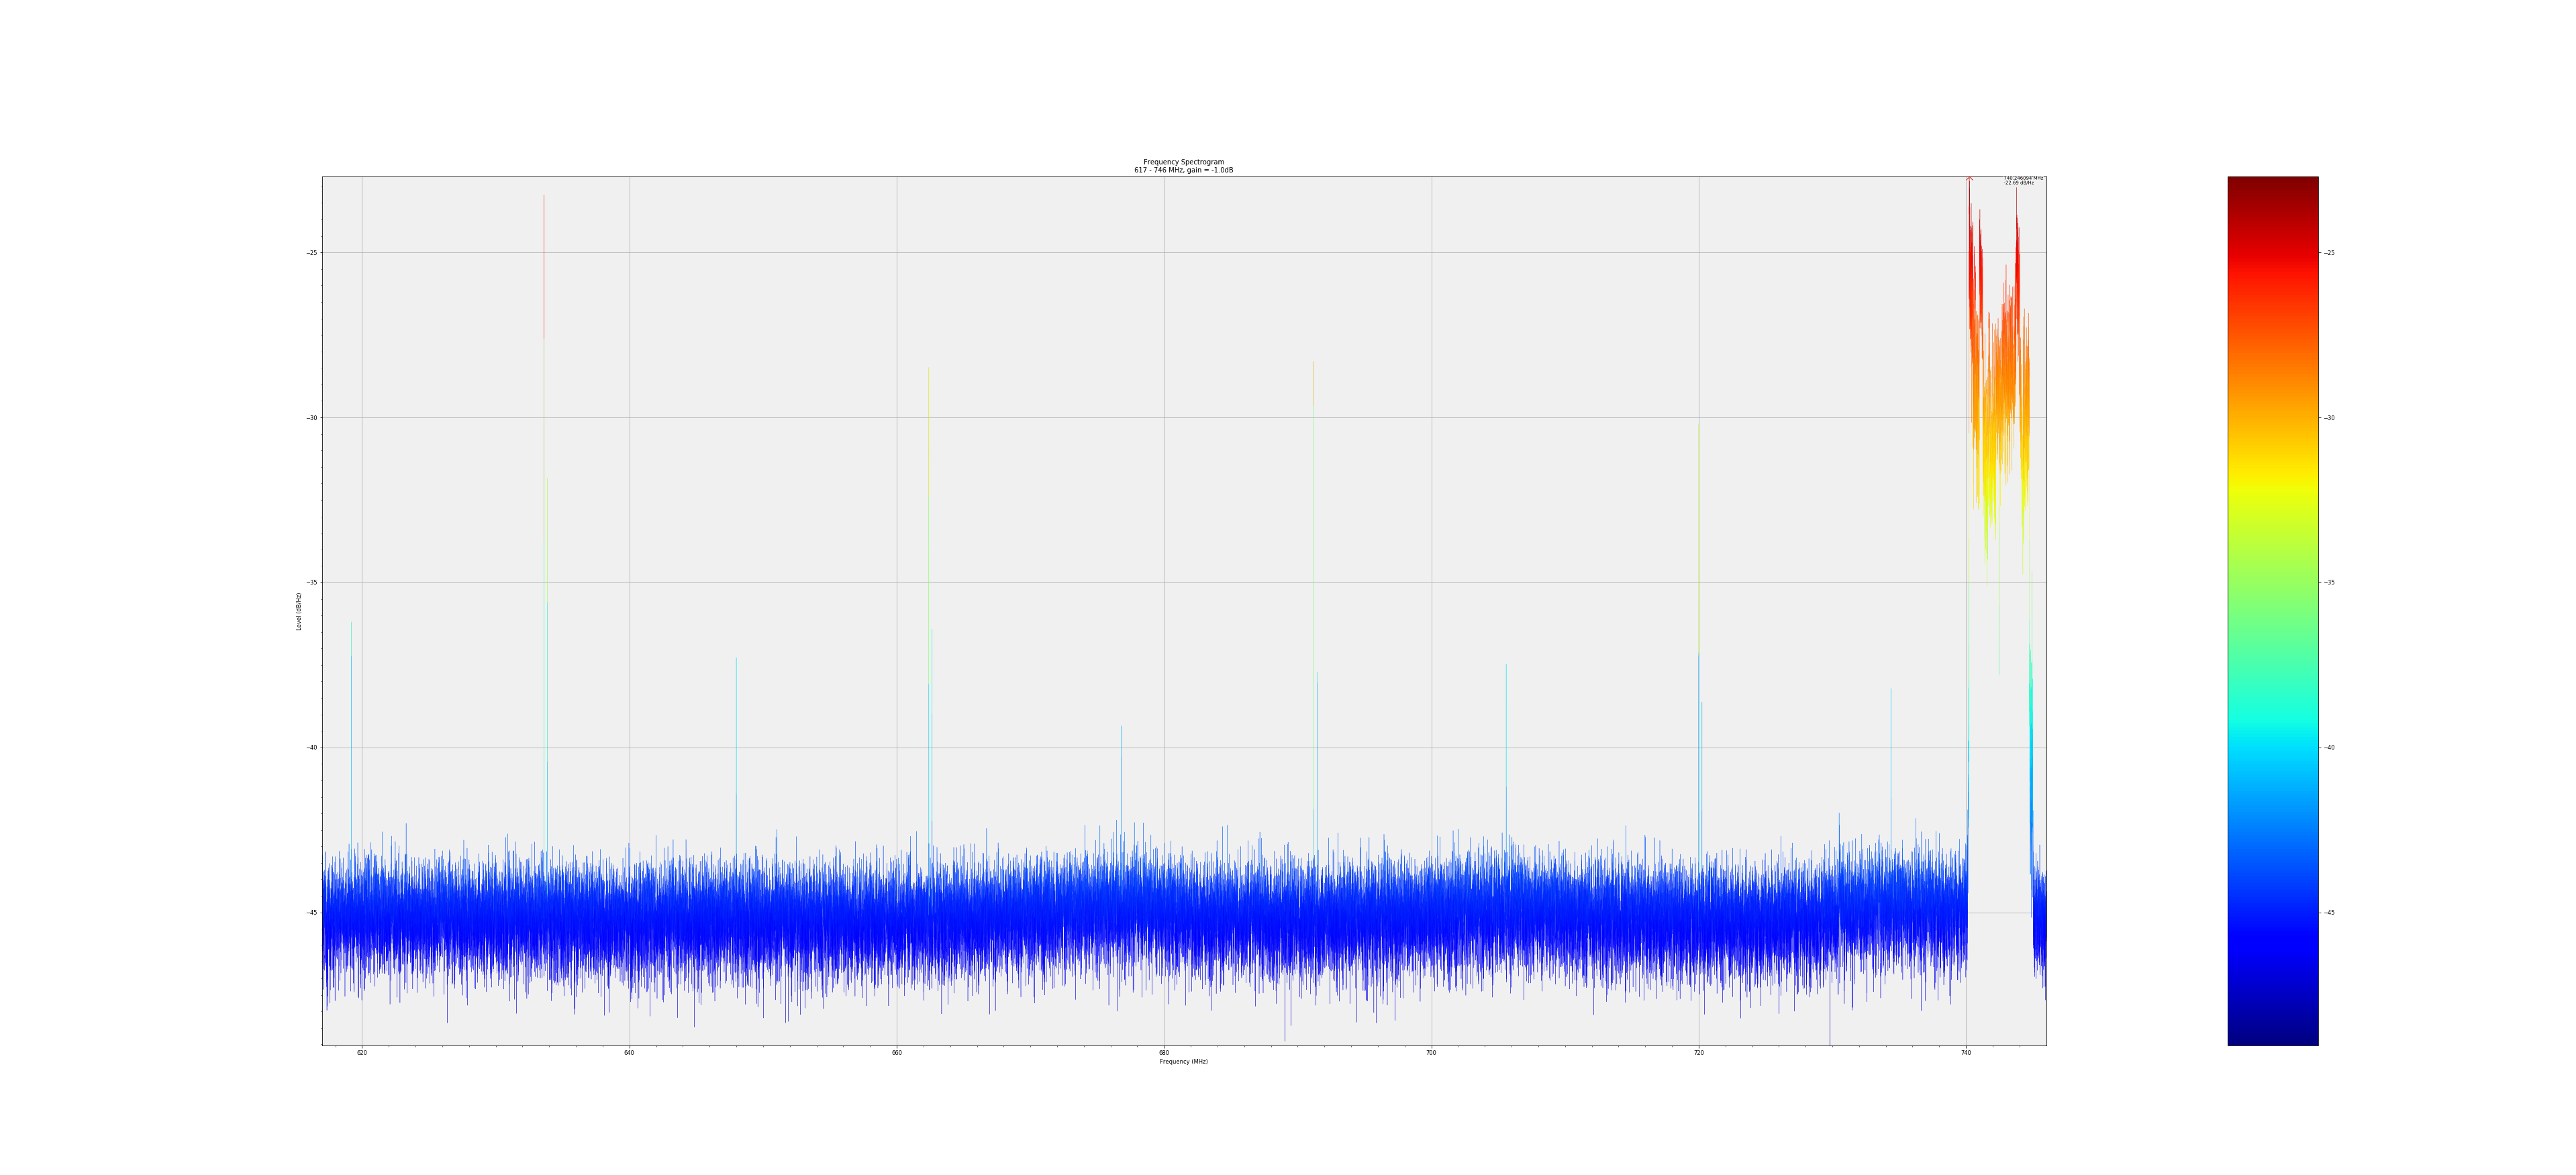 Frequency Spectrogram
617 - 746 MHz, gain = -1.0dB
740.246094 MHz
-22.69 dB/Hz
−25
−30
−35
−40
−45
Level (dB/Hz)
620
640
660
680
700
720
740
Frequency (MHz)
−25
−30
−35
−40
−45